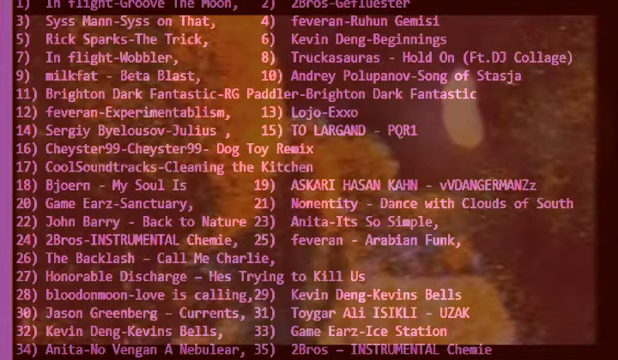 1) In flight-Groove The Moon, 2) 2Bros-Gefluester
3) Syss Mann-Syss on That, 4) feveran-Ruhun Gemisi
5) Rick Sparks-The Trick, 6) Kevin Deng-Beginnings
7) In flight-Wobbler, 8) Truckasauras - Hold On (Ft.DJ Collage)
9) milkfat - Beta Blast, 10) Andrey Polupanov-Song of Stasja
11) Brighton Dark Fantastic-RG Paddler-Brighton Dark Fantastic
12) feveran-Experimentablism, 13) Lojo-Exxo
14) Sergiy Byelousov-Julius , 15) TO LARGAND - PQR1
16) Cheyster99-Cheyster99- Dog Toy Remix
17) CoolSoundtracks-Cleaning the Kitchen
18) Bjoern - My Soul Is 19) ASKARI HASAN KAHN - vVDANGERMANZz
20) Game Earz-Sanctuary, 21) Nonentity - Dance with Clouds of South
22) John Barry - Back to Nature 23) Anita-Its So Simple,
24) 2Bros-INSTRUMENTAL Chemie, 25) feveran - Arabian Funk,
26) The Backlash – Call Me Charlie,
27) Honorable Discharge – Hes Trying to Kill Us
28) bloodonmoon-love is calling,29) Kevin Deng-Kevins Bells
30) Jason Greenberg – Currents, 31) Toygar Ali ISIKLI - UZAK
32) Kevin Deng-Kevins Bells, 33) Game Earz-Ice Station
34) Anita-No Vengan A Nebulear, 35) 2Bros – INSTRUMENTAL Chemie